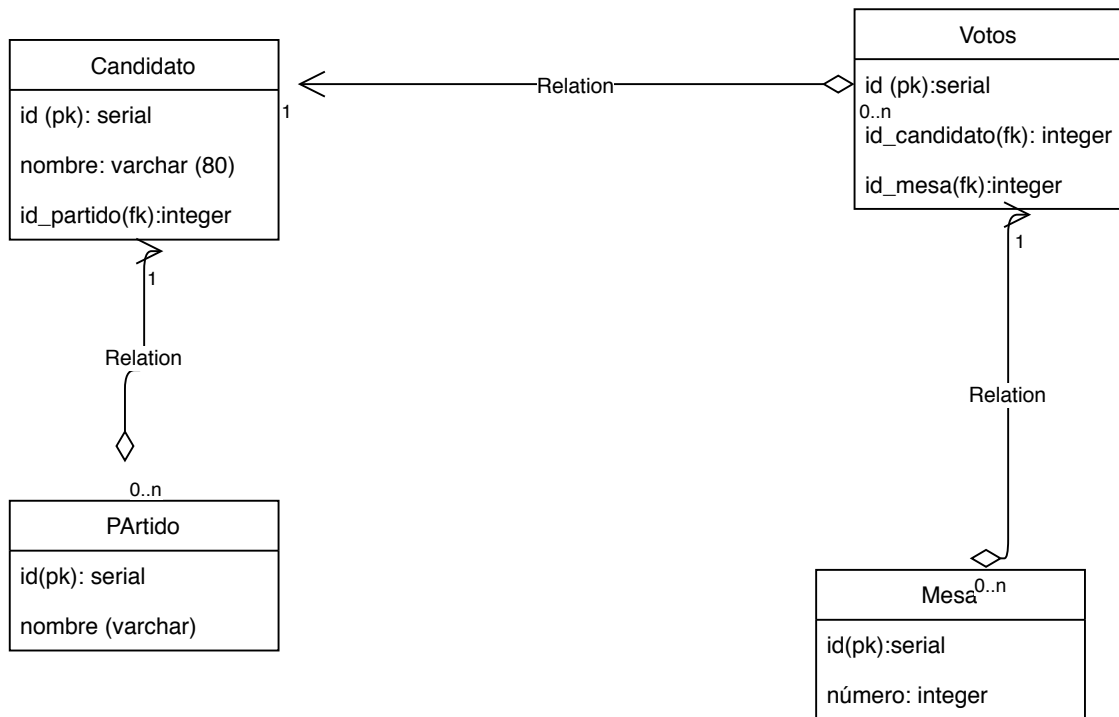 Candidato
id (pk): serial
nombre: varchar (80)
id_partido(fk):integer
1
Relation
Votos
id (pk):serial
0..n
id_candidato(fk): integer
id_mesa(fk):integer
1
Relation
0..n
PArtido
id(pk): serial
nombre (varchar)
1
Relation
0..n
Mesa
id(pk):serial
número: integer